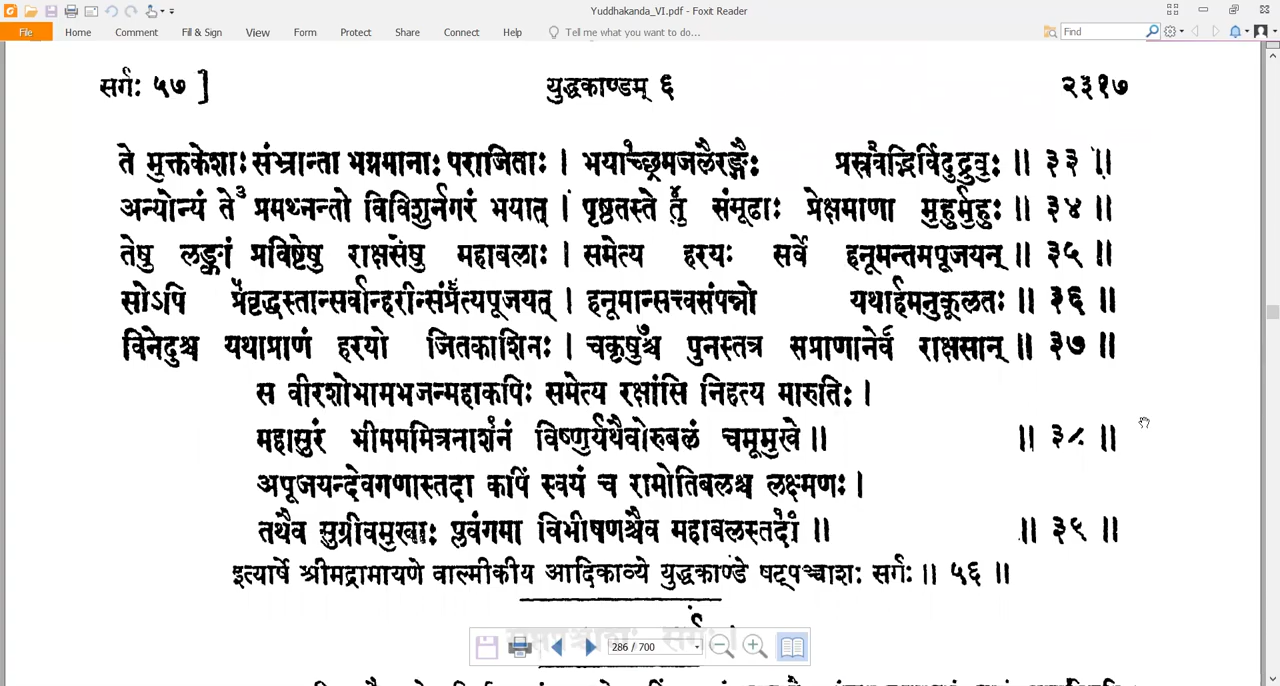 Yuddhakanda_VI.pdf - Foxit Reader
File Home Comment Fill & Sign View Form Protect Share Connect Help Tell me what you want to do... Find
सर्गः ५७ ] युद्धकाण्डम् ६ २३१७
ते मुक्तकेशाः संभ्रान्ता भग्नमानाः पराजिताः । भयाच्छ्रमजलैरङ्गैः प्रस्रवद्भिर्विदुद्रुवुः ॥ ३३ ॥
अन्योन्यं ते³ प्रमथ्नन्तो विविशुर्नगरं भयात् । पृष्ठतस्ते तु संमूढाः प्रेक्षमाणा मुहुर्मुहुः ॥ ३४ ॥
तेषु लङ्कां प्रविष्टेषु राक्षसेषु महाबलाः । समेत्य हरयः सर्वे हनूमन्तमपूजयन् ॥ ३५ ॥
सोऽपि प्रवृद्धस्तान्सर्वान्हरीन्संप्रत्यपूजयत् । हनूमान्सत्त्वसंपन्नो यथार्हमनुकूलतः ॥ ३६ ॥
विनेदुश्च यथाप्राणं हरयो जितकाशिनः । चकृषुश्च पुनस्तत्र सप्राणानेव राक्षसान् ॥ ३७ ॥
स वीरशोभामभजन्महाकपिः समेत्य रक्षांसि निहत्य मारुतिः ।
महासुरं भीमममित्रनाशनं विष्णुर्यथैवोरुबलं चमूमुखे ॥ ॥ ३८ ॥
अपूजयन्देवगणास्तदा कपिं स्वयं च रामोतिबलश्च लक्ष्मणः ।
तथैव सुग्रीवमुखाः प्लवंगमा विभीषणश्चैव महाबलस्तदा ॥ ॥ ३९ ॥
इत्यार्षे श्रीमद्रामायणे वाल्मीकीय आदिकाव्ये युद्धकाण्डे षट्पञ्चाशः सर्गः ॥ ५६ ॥
286 / 700